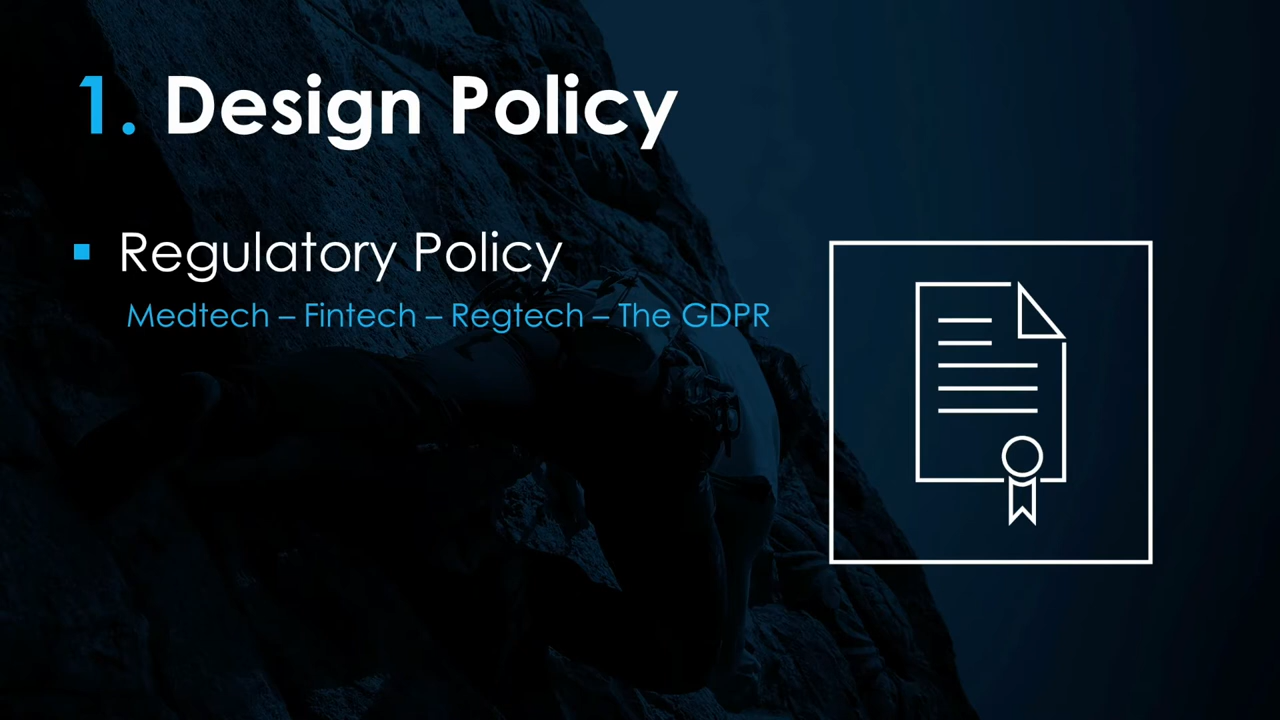 1. Design Policy
Regulatory Policy
Medtech – Fintech – Regtech – The GDPR